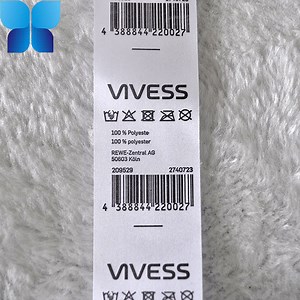 4 388844 220027
VIVESS
100 % Polyester
100 % polyester
REWE-Zentral AG
50603 Köln
209529 2740723
4 388844 220027
VIVESS